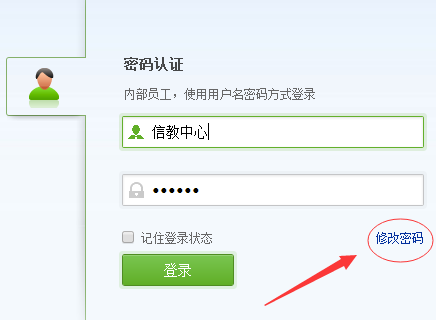 密码认证
内部员工，使用用户名密码方式登录
信教中心
••••••
记住登录状态 修改密码
登录